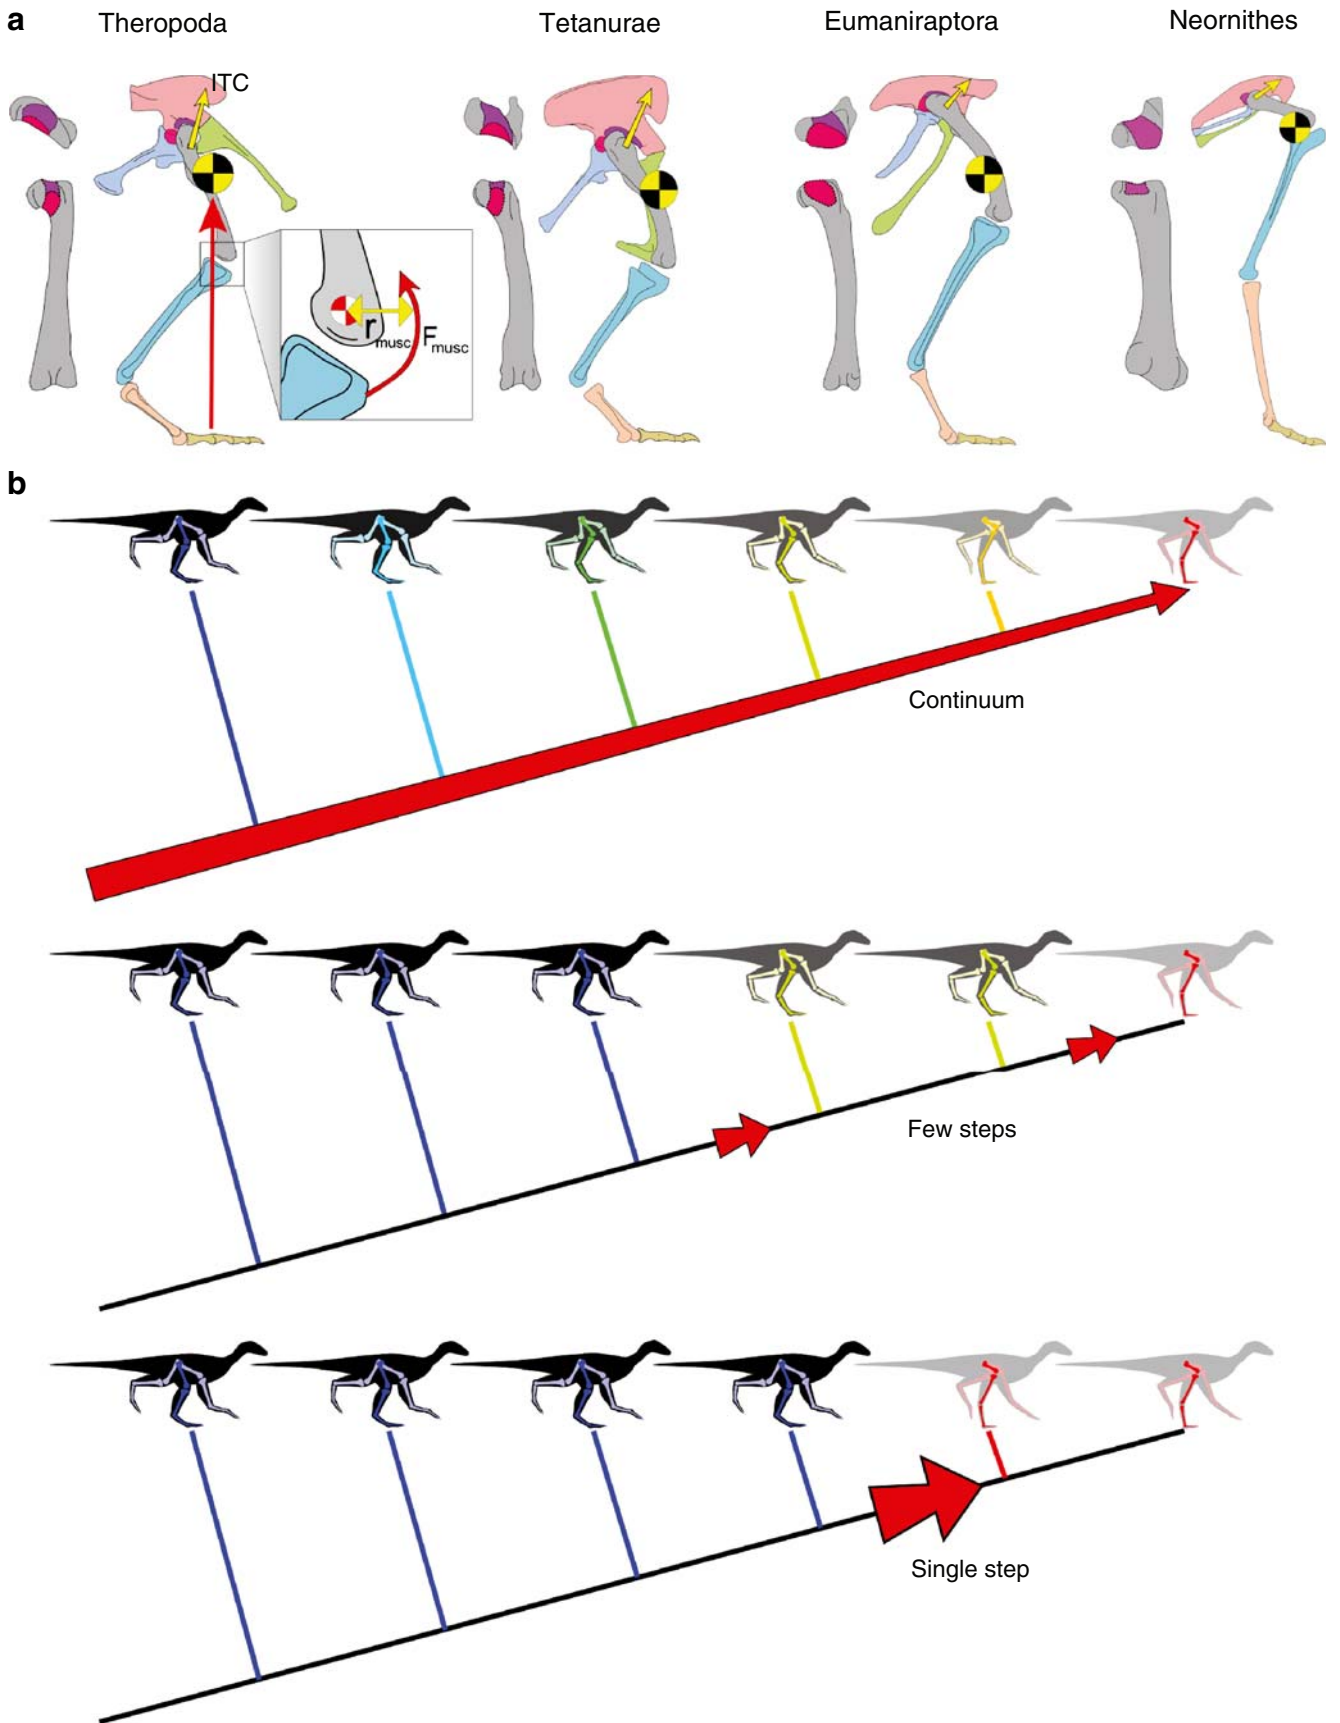 a
Theropoda
Tetanurae
Eumaniraptora
Neornithes
ITC
r musc
F musc
b
Continuum
Few steps
Single step